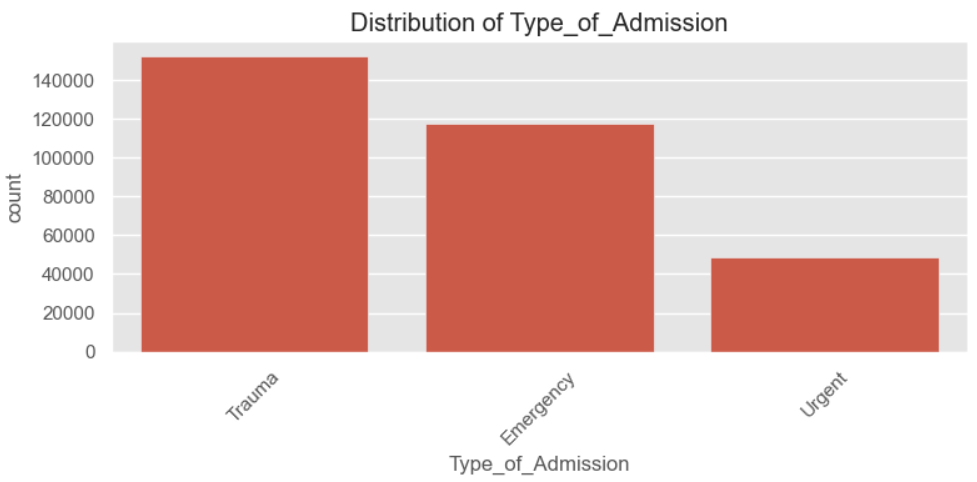 Distribution of Type_of_Admission
140000
120000
100000
80000
60000
40000
20000
0
count
Trauma
Emergency
Urgent
Type_of_Admission